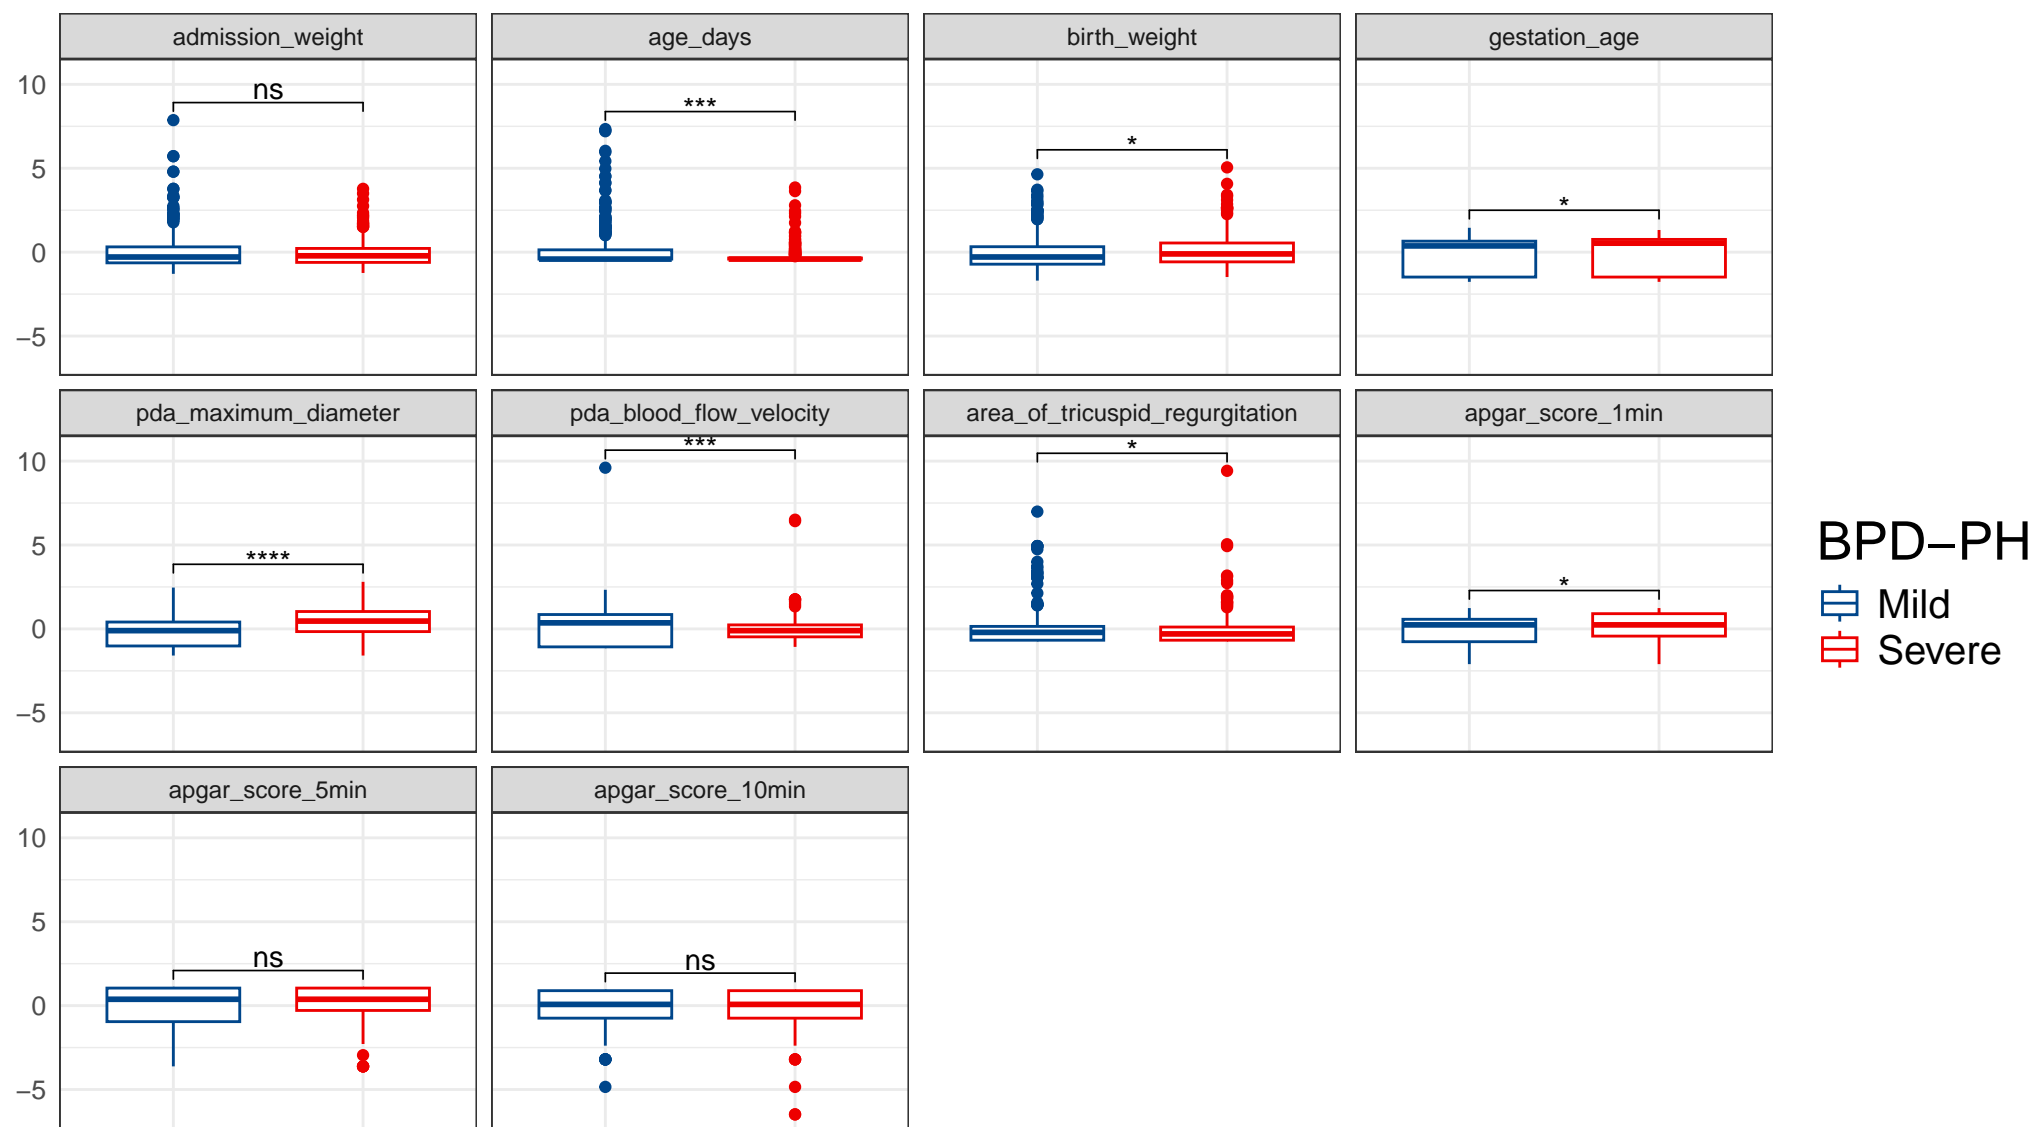 admission_weight
age_days
birth_weight
gestation_age
10
5
0
−5
ns
***
*
*
pda_maximum_diameter
pda_blood_flow_velocity
area_of_tricuspid_regurgitation
apgar_score_1min
10
5
0
−5
****
***
*
*
apgar_score_5min
apgar_score_10min
10
5
0
−5
ns
ns
BPD−PH
Mild
Severe